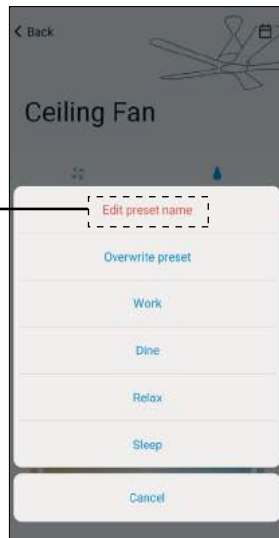 Back
Ceiling Fan
Edit preset name
Overwrite preset
Work
Dine
Relax
Sleep
Cancel